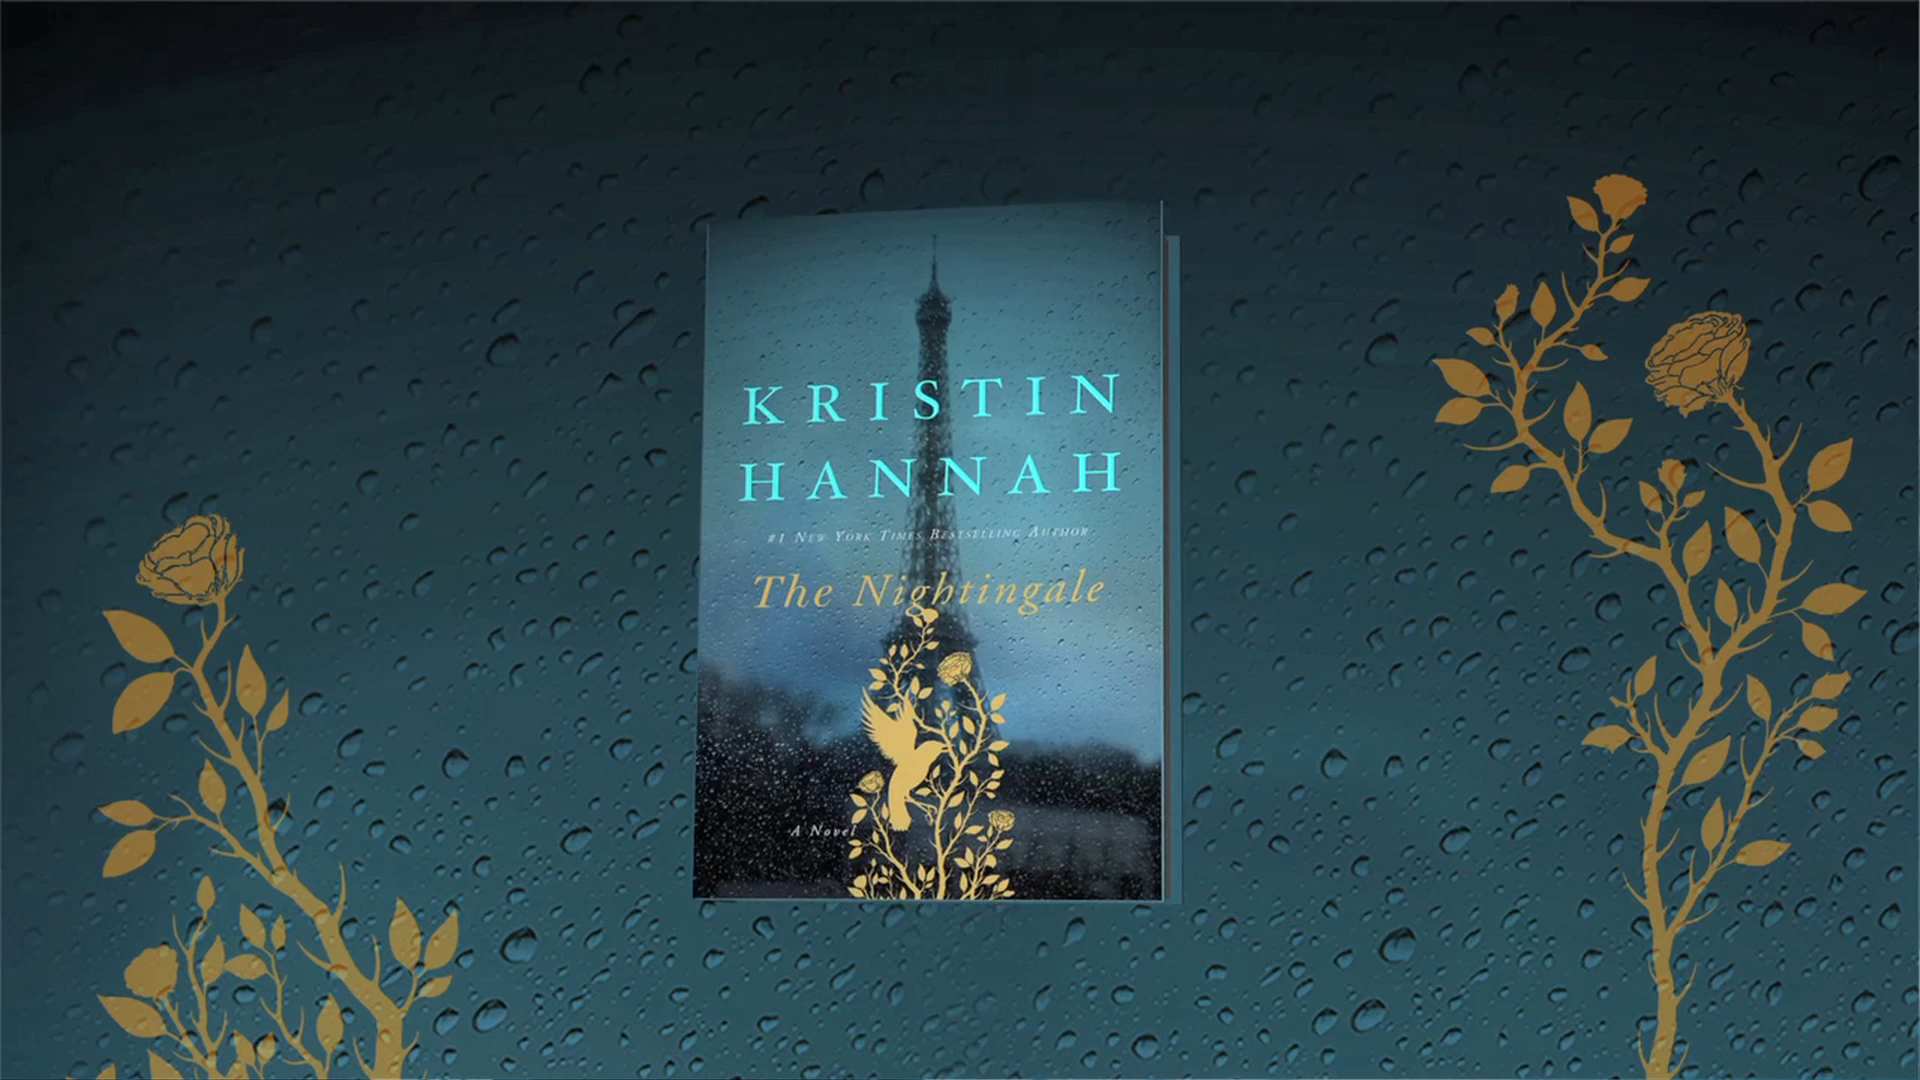 KRISTIN
HANNAH
#1 New York Times Bestselling Author
The Nightingale
A Novel